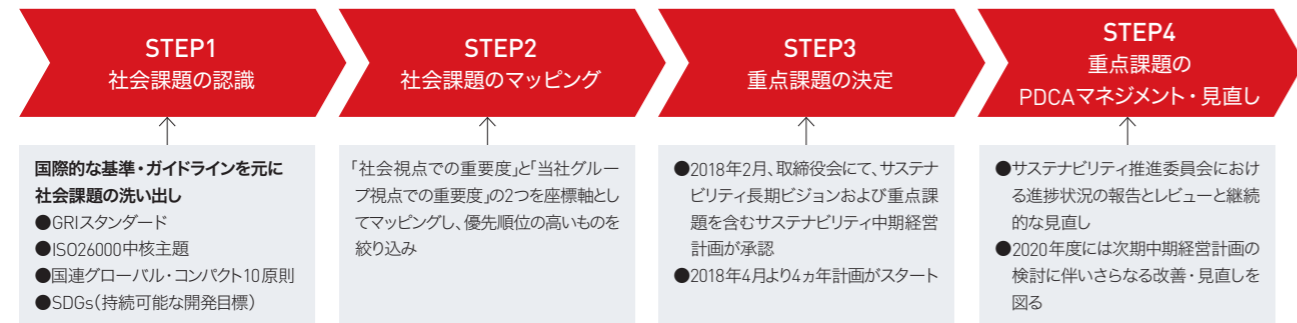 STEP1
社会課題の認識
STEP2
社会課題のマッピング
STEP3
重点課題の決定
STEP4
重点課題の
PDCAマネジメント・見直し
国際的な基準・ガイドラインを元に
社会課題の洗い出し
●GRIスタンダード
●ISO26000中核主題
●国連グローバル・コンパクト10原則
●SDGs(持続可能な開発目標)
「社会視点での重要度」と「当社グルー
プ視点での重要度」の2つを座標軸とし
てマッピングし、優先順位の高いものを
絞り込み
●2018年2月、取締役会にて、サステナ
ビリティ長期ビジョンおよび重点課
題を含むサステナビリティ中期経営
計画が承認
●2018年4月より4ヵ年計画がスタート
●サステナビリティ推進委員会におけ
る進捗状況の報告とレビューと継続
的な見直し
●2020年度には次期中期経営計画の
検討に伴いさらなる改善・見直しを
図る